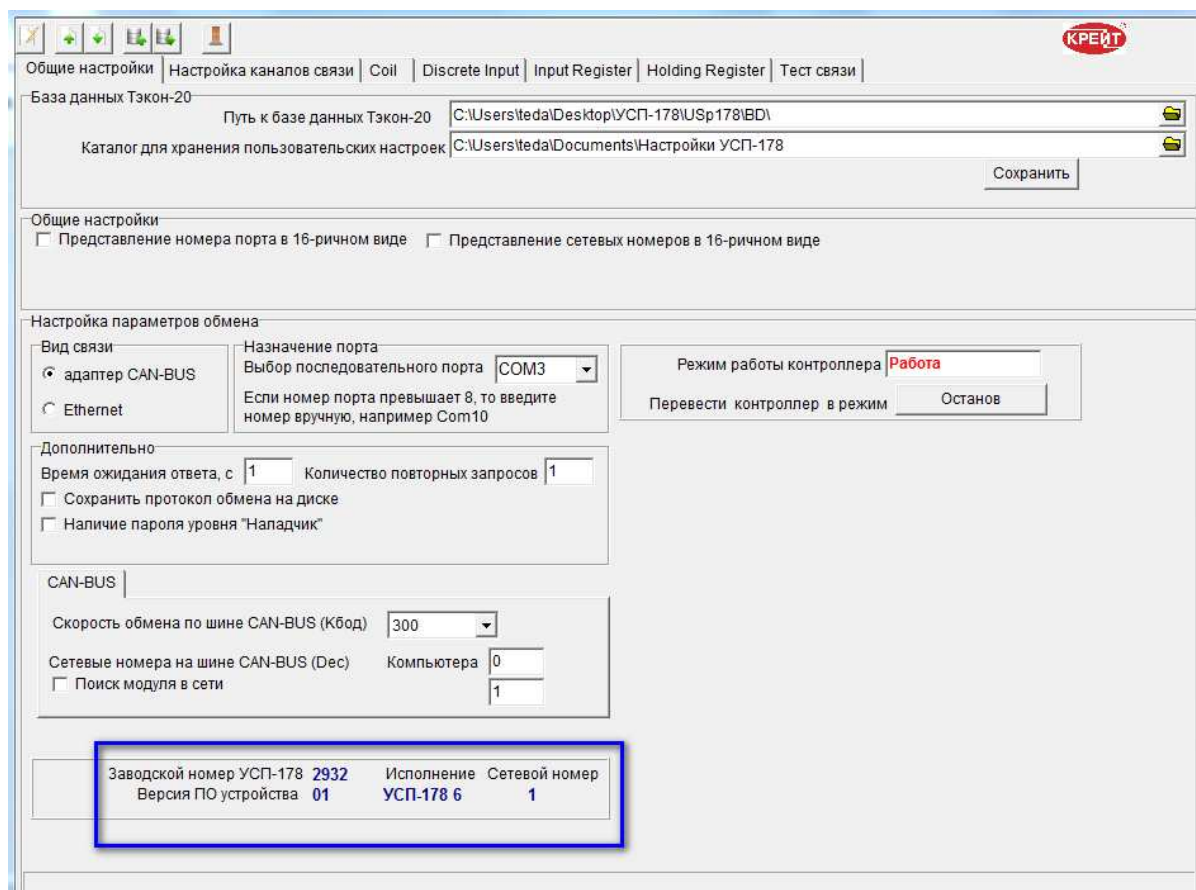 КРЕЙТ
Общие настройки Настройка каналов связи Coil Discrete Input Input Register Holding Register Тест связи
База данных Тэкон-20
Путь к базе данных Тэкон-20 C:\Users\teda\Desktop\УСП-178\USp178\BD\
Каталог для хранения пользовательских настроек C:\Users\teda\Documents\Настройки УСП-178
Сохранить
Общие настройки
Представление номера порта в 16-ричном виде Представление сетевых номеров в 16-ричном виде
Настройка параметров обмена
Вид связи
адаптер CAN-BUS
Ethernet
Назначение порта
Выбор последовательного порта COM3
Если номер порта превышает 8, то введите
номер вручную, например Com10
Режим работы контроллера Работа
Перевести контроллер в режим Останов
Дополнительно
Время ожидания ответа, с 1 Количество повторных запросов 1
Сохранить протокол обмена на диске
Наличие пароля уровня "Наладчик"
CAN-BUS
Скорость обмена по шине CAN-BUS (Кбод) 300
Сетевые номера на шине CAN-BUS (Dec) Компьютера 0
Поиск модуля в сети 1
Заводской номер УСП-178 2932 Исполнение Сетевой номер
Версия ПО устройства 01 УСП-178 6 1